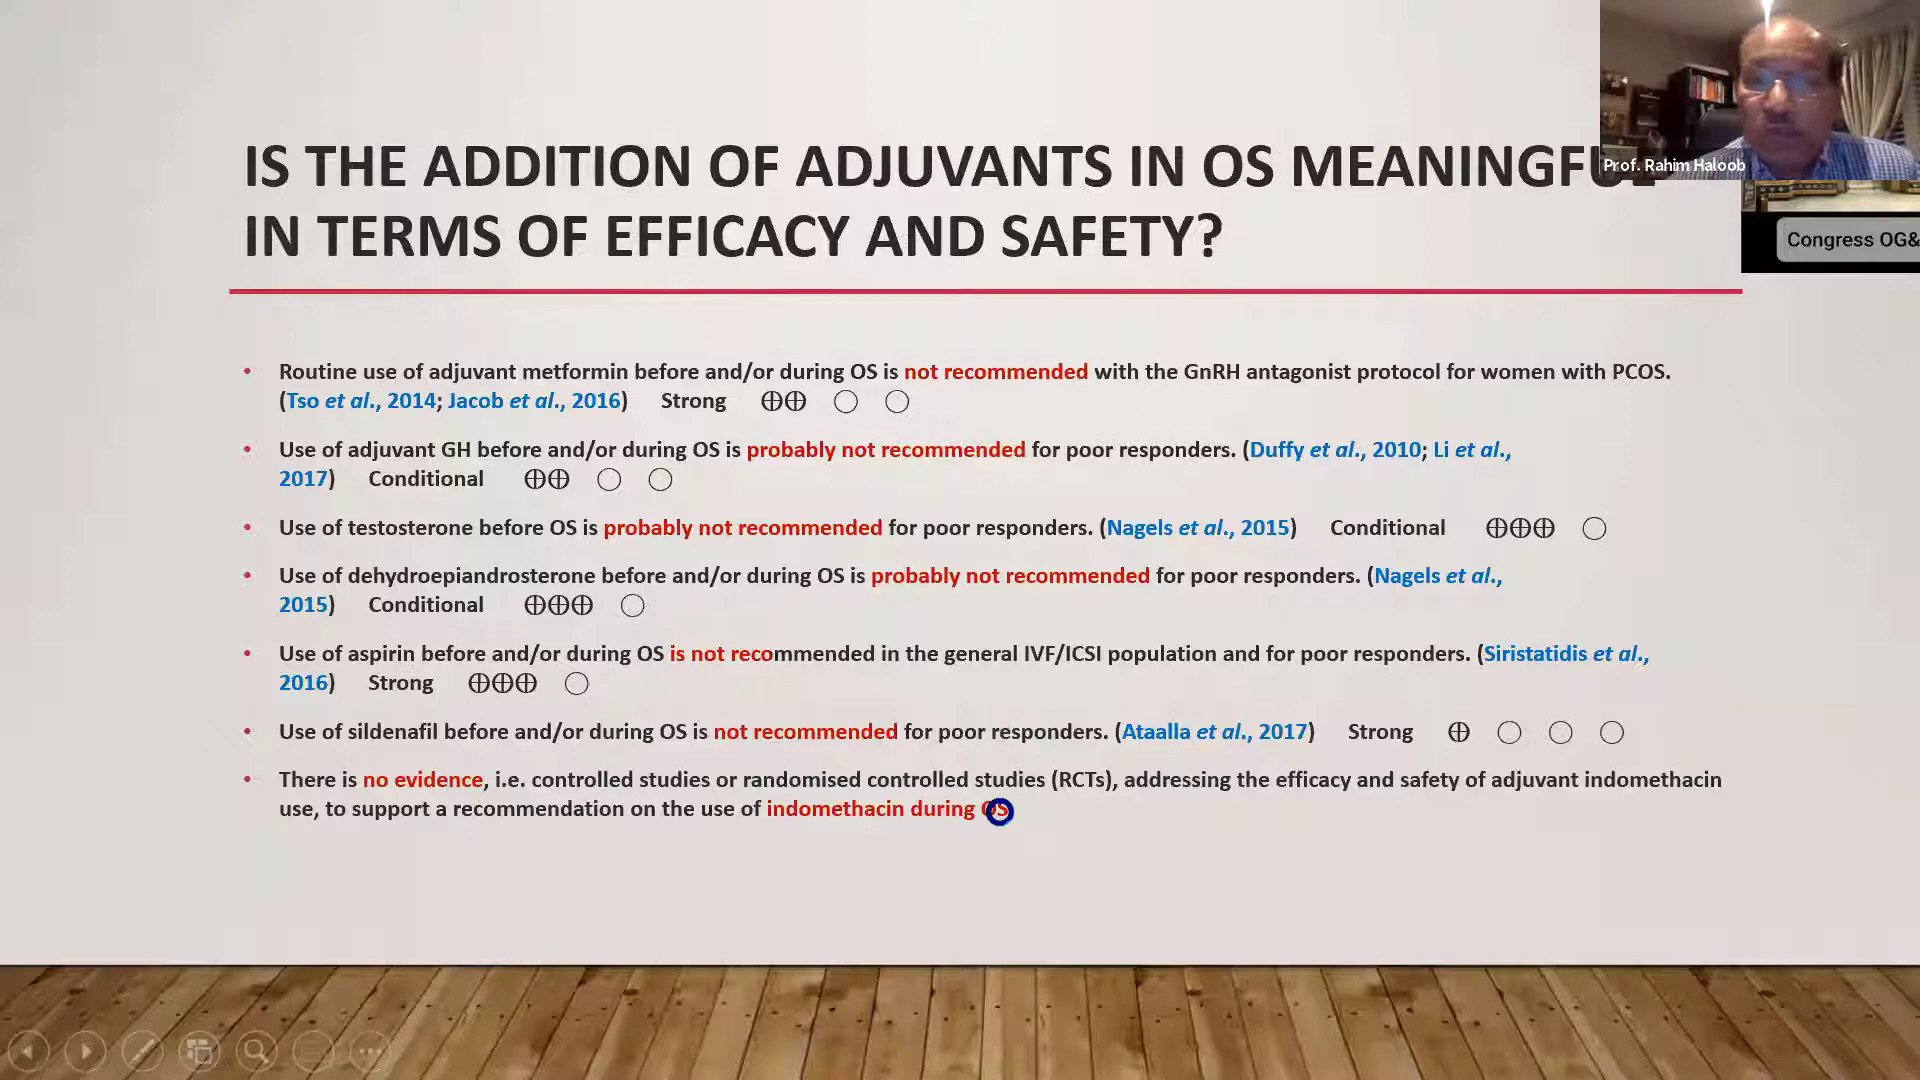 IS THE ADDITION OF ADJUVANTS IN OS MEANINGFUL
IN TERMS OF EFFICACY AND SAFETY?
Prof. Rahim Haloob
Congress OG&
• Routine use of adjuvant metformin before and/or during OS is not recommended with the GnRH antagonist protocol for women with PCOS.
(Tso et al., 2014; Jacob et al., 2016) Strong ⊕⊕ ○ ○
• Use of adjuvant GH before and/or during OS is probably not recommended for poor responders. (Duffy et al., 2010; Li et al.,
2017) Conditional ⊕⊕ ○ ○
• Use of testosterone before OS is probably not recommended for poor responders. (Nagels et al., 2015) Conditional ⊕⊕⊕ ○
• Use of dehydroepiandrosterone before and/or during OS is probably not recommended for poor responders. (Nagels et al.,
2015) Conditional ⊕⊕⊕ ○
• Use of aspirin before and/or during OS is not recommended in the general IVF/ICSI population and for poor responders. (Siristatidis et al.,
2016) Strong ⊕⊕⊕ ○
• Use of sildenafil before and/or during OS is not recommended for poor responders. (Ataalla et al., 2017) Strong ⊕ ○ ○ ○
• There is no evidence, i.e. controlled studies or randomised controlled studies (RCTs), addressing the efficacy and safety of adjuvant indomethacin
use, to support a recommendation on the use of indomethacin during OS